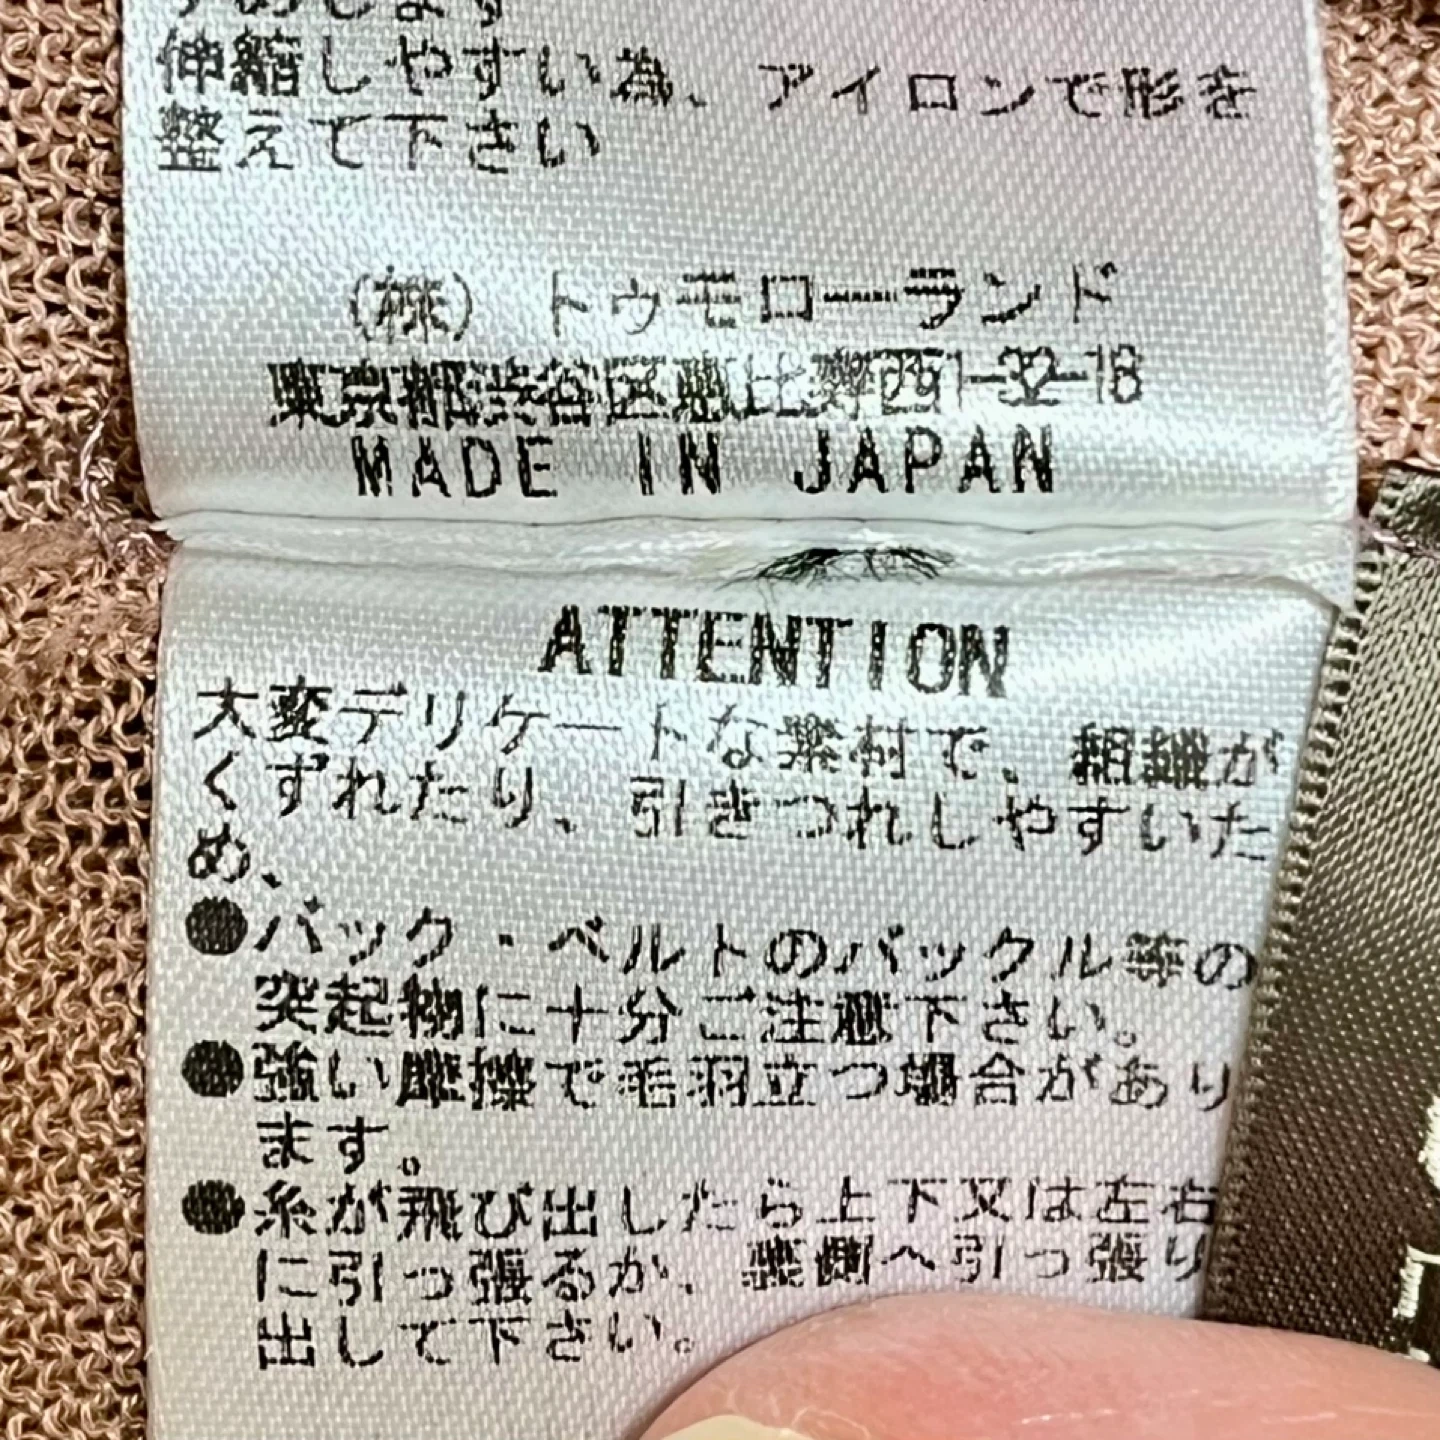 すめします
伸縮しやすい為、アイロンで形を
整えて下さい
(株) トゥモローランド
東京都渋谷区恵比寿西1-32-18
MADE IN JAPAN
ATTENTION
大変デリケートな素材で、組織が
くずれたり、引きつれしやすいた
め、
●バック・ベルトのバックル等の
突起物に十分ご注意下さい。
●強い摩擦で毛羽立つ場合があり
ます。
●糸が飛び出したら上下又は左右
に引っ張るか、裏側へ引っ張り
出して下さい。